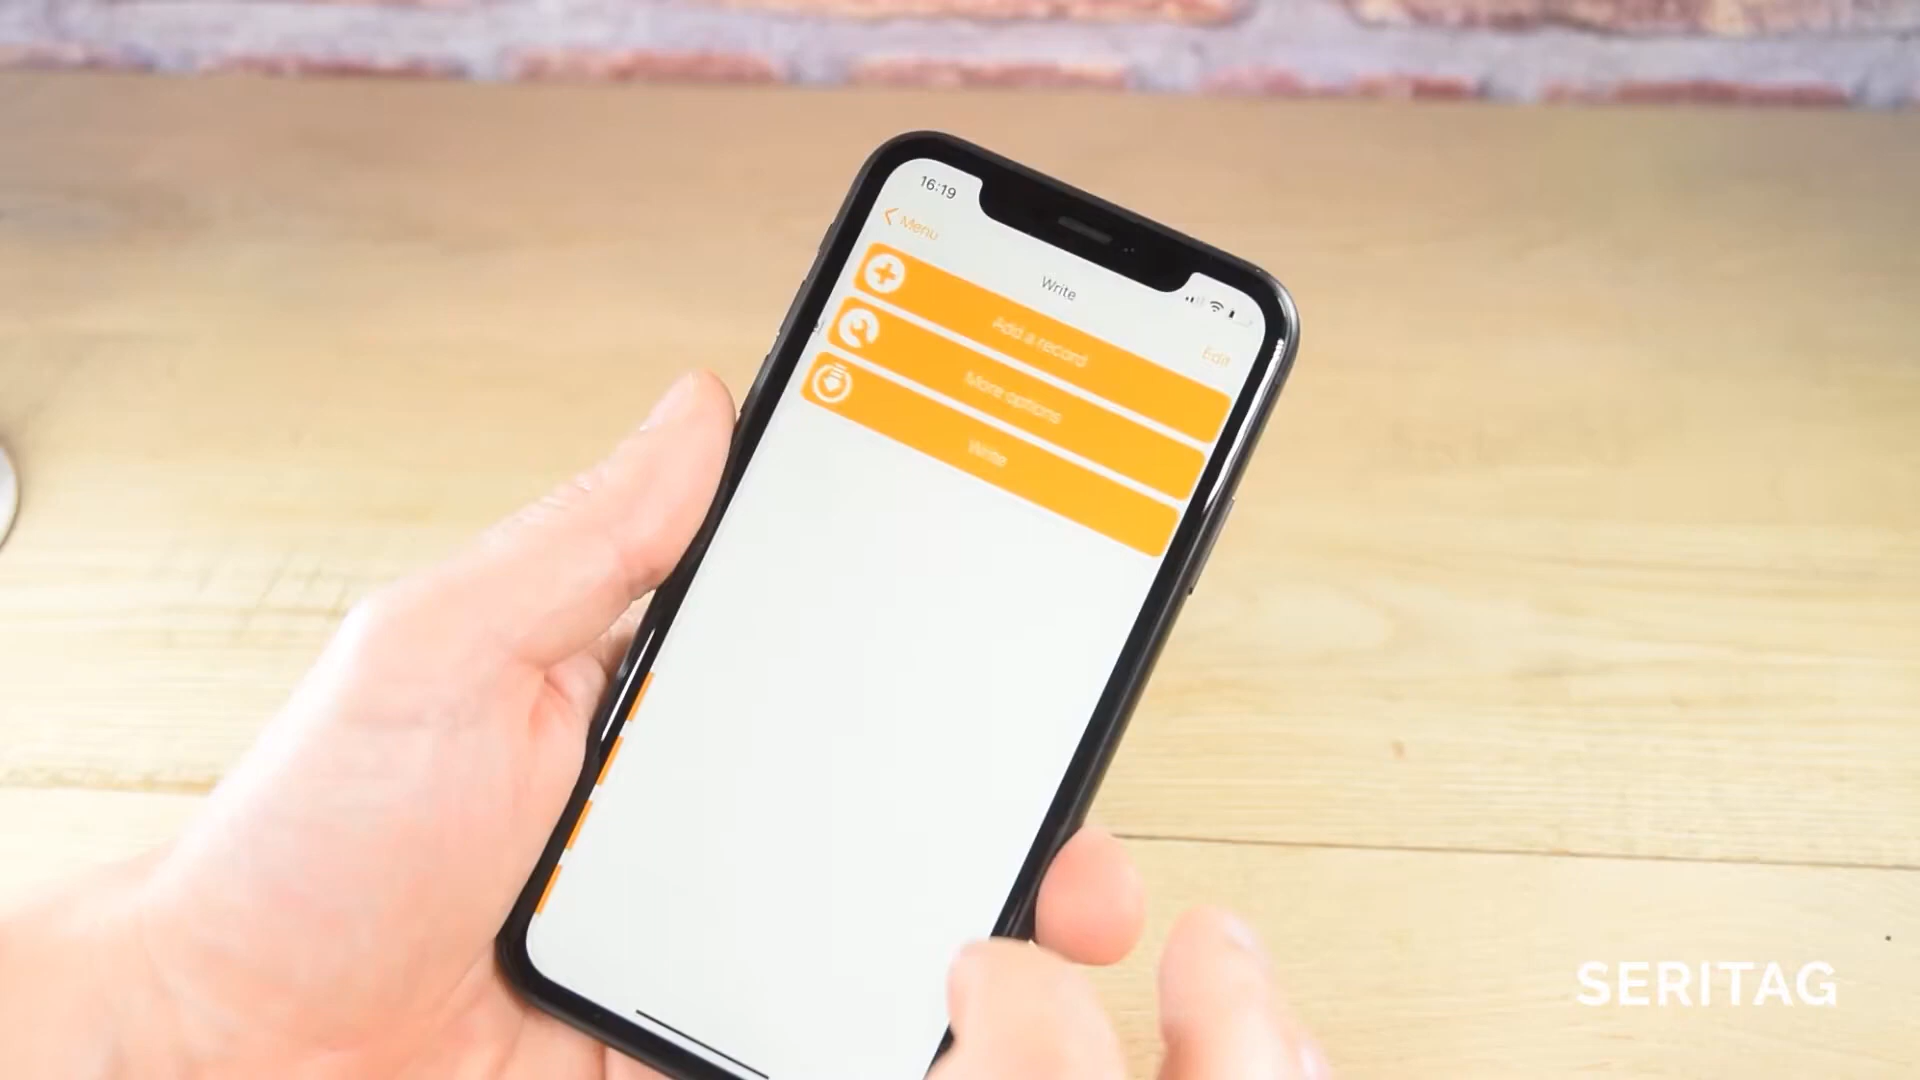 16:19
Menu
Write
Edit
Add a record
More options
Write
SERITAG